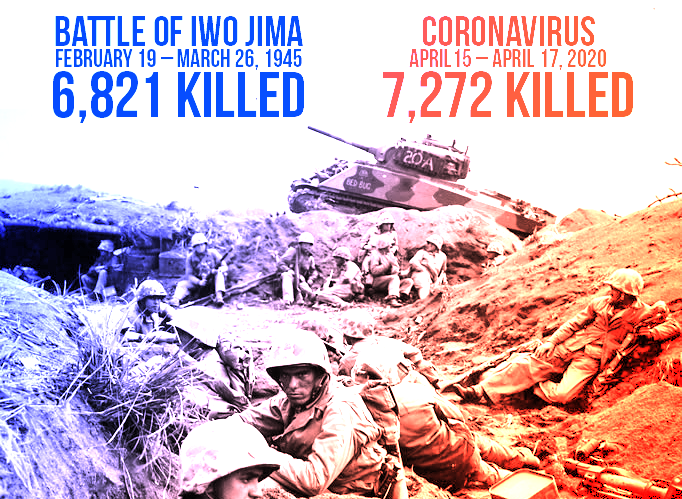 BATTLE OF IWO JIMA
FEBRUARY 19 – MARCH 26, 1945
6,821 KILLED
CORONAVIRUS
APRIL 15 – APRIL 17, 2020
7,272 KILLED
20A
BED BUG